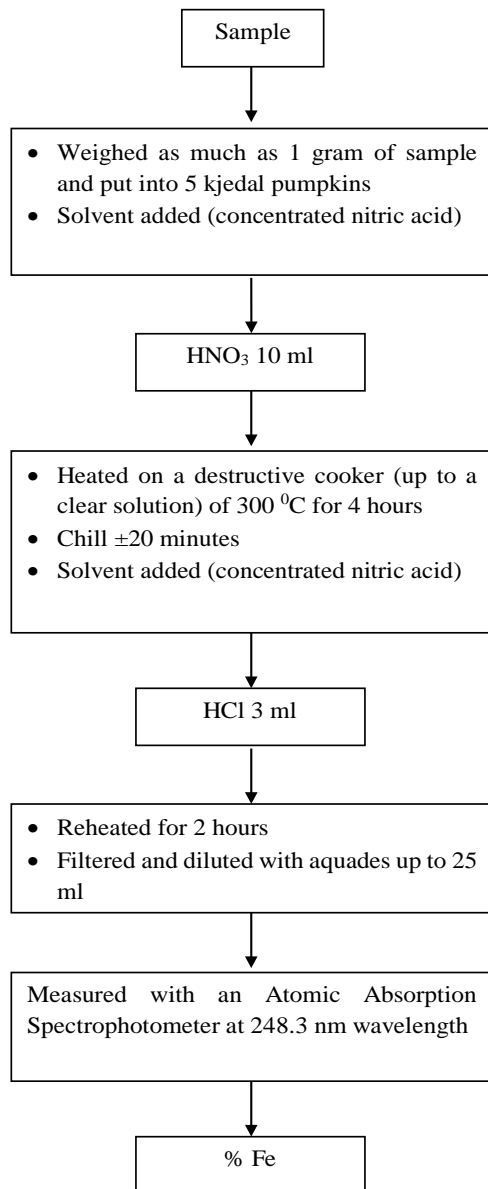 Sample
• Weighed as much as 1 gram of sample
and put into 5 kjedal pumpkins
• Solvent added (concentrated nitric acid)
HNO₃ 10 ml
• Heated on a destructive cooker (up to a
clear solution) of 300 ⁰C for 4 hours
• Chill ±20 minutes
• Solvent added (concentrated nitric acid)
HCl 3 ml
• Reheated for 2 hours
• Filtered and diluted with aquades up to 25
ml
Measured with an Atomic Absorption
Spectrophotometer at 248.3 nm wavelength
% Fe